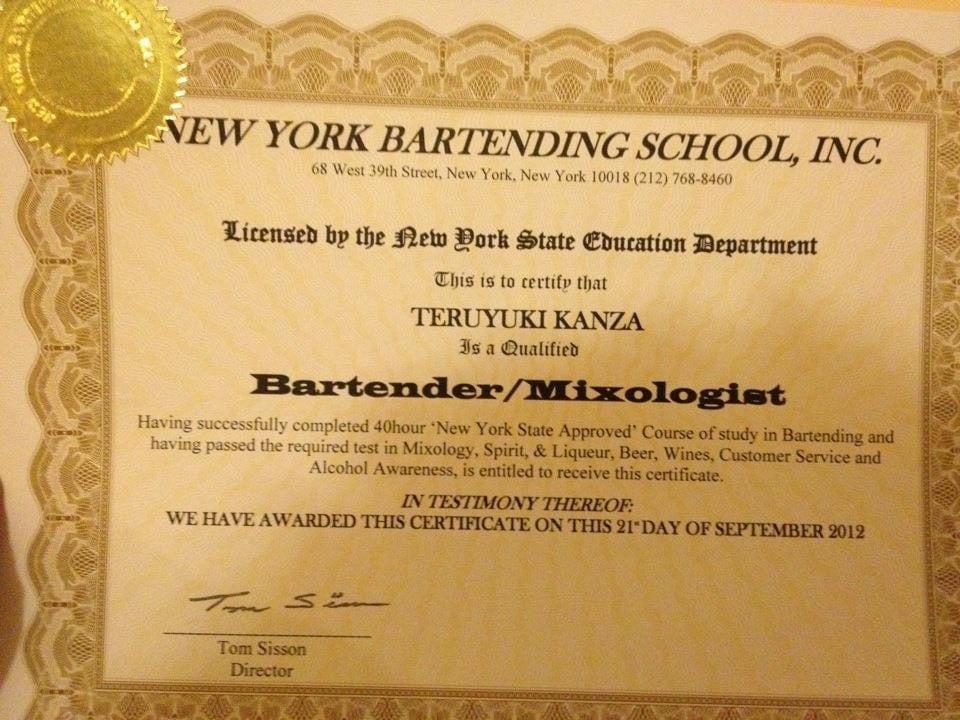 NEW YORK BARTENDING SCHOOL, INC.
68 West 39th Street, New York, New York 10018 (212) 768-8460
Licensed by the New York State Education Department
This is to certify that
TERUYUKI KANZA
Is a Qualified
Bartender/Mixologist
Having successfully completed 40hour ‘New York State Approved’ Course of study in Bartending and
having passed the required test in Mixology, Spirit, & Liqueur, Beer, Wines, Customer Service and
Alcohol Awareness, is entitled to receive this certificate.
IN TESTIMONY THEREOF:
WE HAVE AWARDED THIS CERTIFICATE ON THIS 21st DAY OF SEPTEMBER 2012
Tom Sisson
Tom Sisson
Director